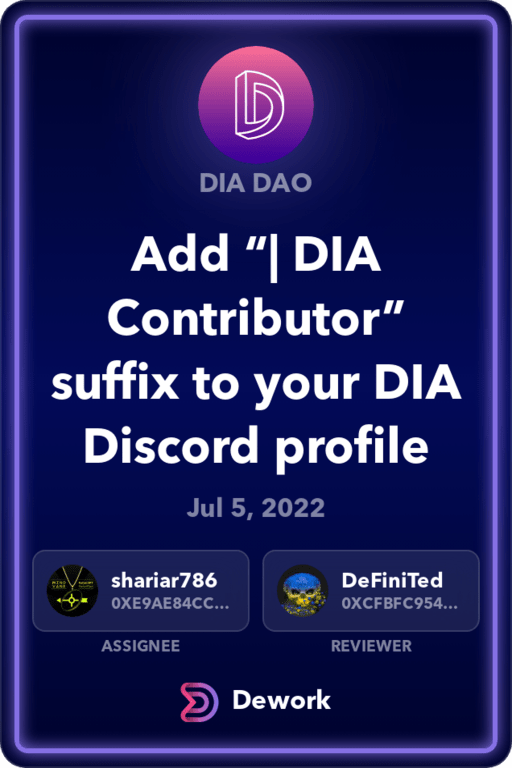 DIA DAO
Add “| DIA
Contributor”
suffix to your DIA
Discord profile
Jul 5, 2022
shariar786
0XE9AE84CC...
DeFiniTed
0XCFBFC954...
ASSIGNEE
REVIEWER
Dework